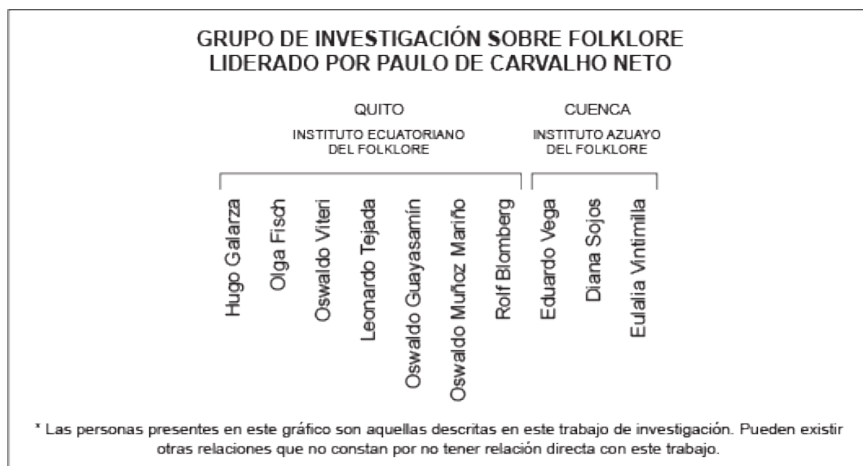 GRUPO DE INVESTIGACIÓN SOBRE FOLKLORE
LIDERADO POR PAULO DE CARVALHO NETO
QUITO
INSTITUTO ECUATORIANO
DEL FOLKLORE
CUENCA
INSTITUTO AZUAYO
DEL FOLKLORE
Hugo Galarza
Olga Fisch
Oswaldo Viteri
Leonardo Tejada
Oswaldo Guayasamín
Oswaldo Muñoz Mariño
Rolf Blomberg
Eduardo Vega
Diana Sojos
Eulalia Vintimilla
* Las personas presentes en este gráfico son aquellas descritas en este trabajo de investigación. Pueden existir
otras relaciones que no constan por no tener relación directa con este trabajo.